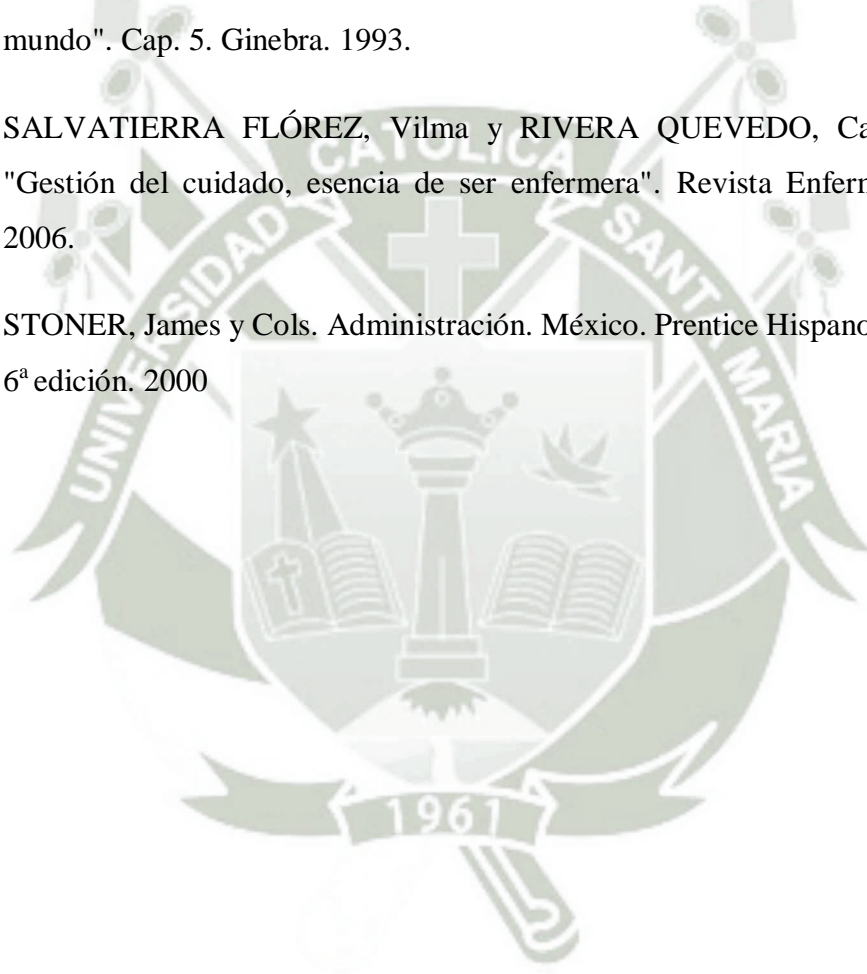 mundo". Cap. 5. Ginebra. 1993.
SALVATIERRA FLÓREZ, Vilma y RIVERA QUEVEDO,
"Gestión del cuidado, esencia de ser enfermera". Revista
2006.
STONER, James y Cols. Administración. México. Prentice
6ª edición. 2000
UNIVERSIDAD CATOLICA SANTA MARIA
1961